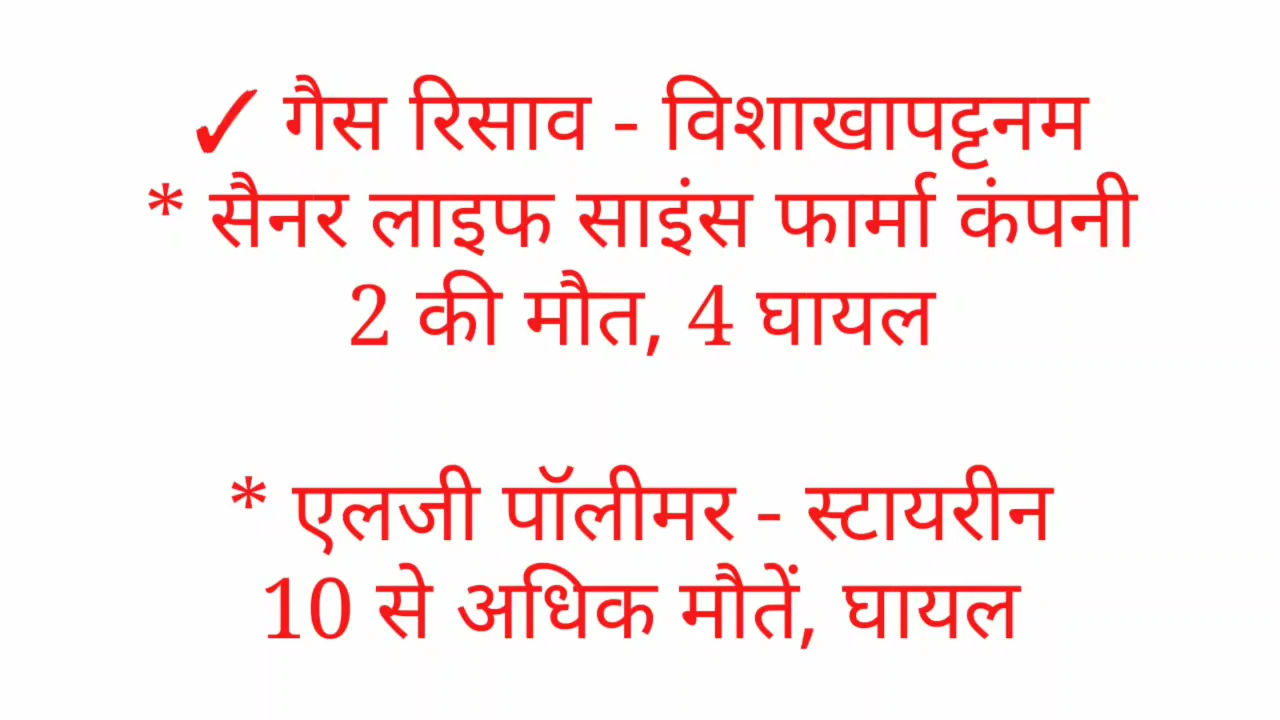 ✓ गैस रिसाव - विशाखापट्टनम
* सैनर लाइफ साइंस फार्मा कंपनी
2 की मौत, 4 घायल
* एलजी पॉलीमर - स्टायरीन
10 से अधिक मौतें, घायल